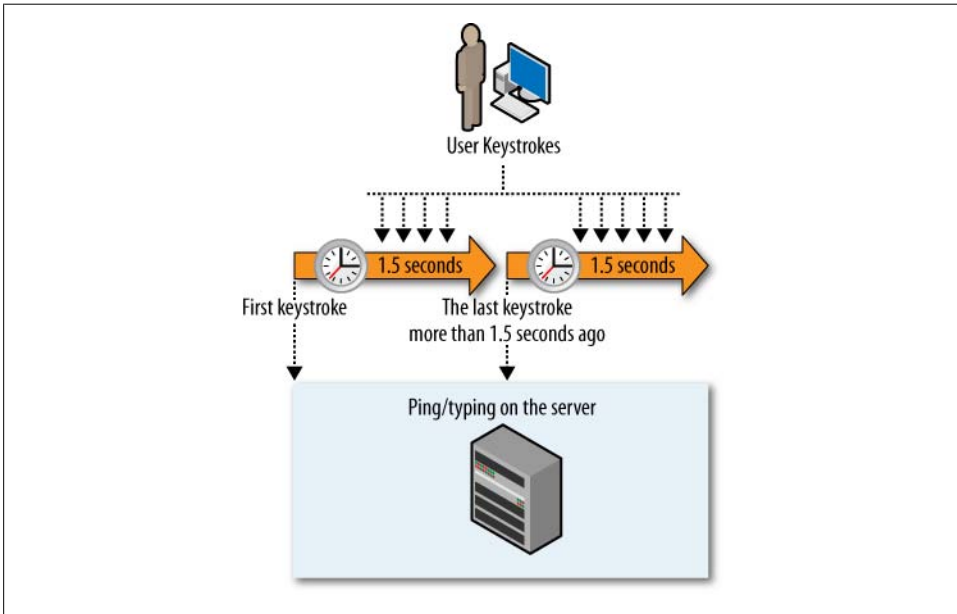 User Keystrokes
1.5 seconds
1.5 seconds
First keystroke
The last keystroke
more than 1.5 seconds ago
Ping/typing on the server